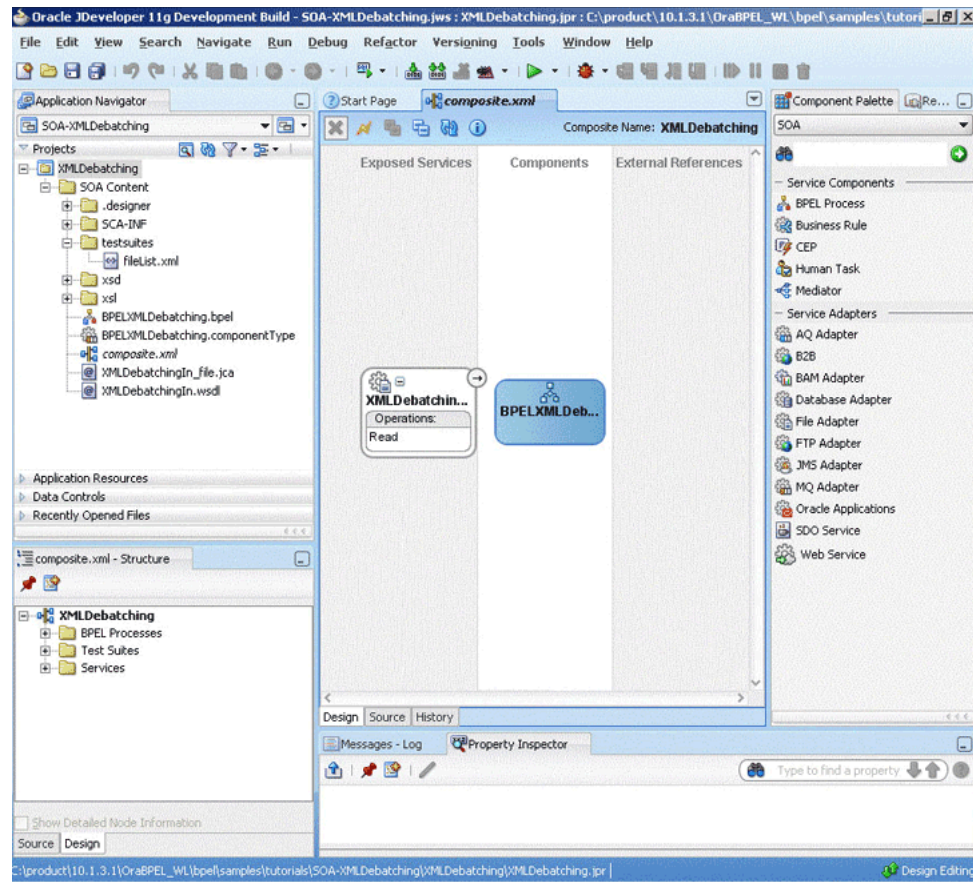 Oracle JDeveloper 11g Development Build - SOA-XMLDebatching.jws : XMLDebatching.jpr : C:\product\10.1.3.1\OraBPEL_WL\bpel\samples\tutori
File Edit View Search Navigate Run Debug Refactor Versioning Tools Window Help
Application Navigator
SOA-XMLDebatching
Projects
XMLDebatching
SOA Content
.designer
SCA-INF
testsuites
fileList.xml
xsd
xsl
BPELXMLDebatching.bpel
BPELXMLDebatching.componentType
composite.xml
XMLDebatchingIn_file.jca
XMLDebatchingIn.wsdl
Application Resources
Data Controls
Recently Opened Files
composite.xml - Structure
XMLDebatching
BPEL Processes
Test Suites
Services
Show Detailed Node Information
Source Design
Start Page composite.xml
Composite Name: XMLDebatching
Exposed Services Components External References
XMLDebatchin...
Operations:
Read
BPELXMLDeb...
Design Source History
Messages - Log Property Inspector
Type to find a property
Component Palette Re...
SOA
Service Components
BPEL Process
Business Rule
CEP
Human Task
Mediator
Service Adapters
AQ Adapter
B2B
BAM Adapter
Database Adapter
File Adapter
FTP Adapter
JMS Adapter
MQ Adapter
Oracle Applications
SDO Service
Web Service
C:\product\10.1.3.1\OraBPEL_WL\bpel\samples\tutorials\SOA-XMLDebatching\XMLDebatching\XMLDebatching.jpr Design Editing